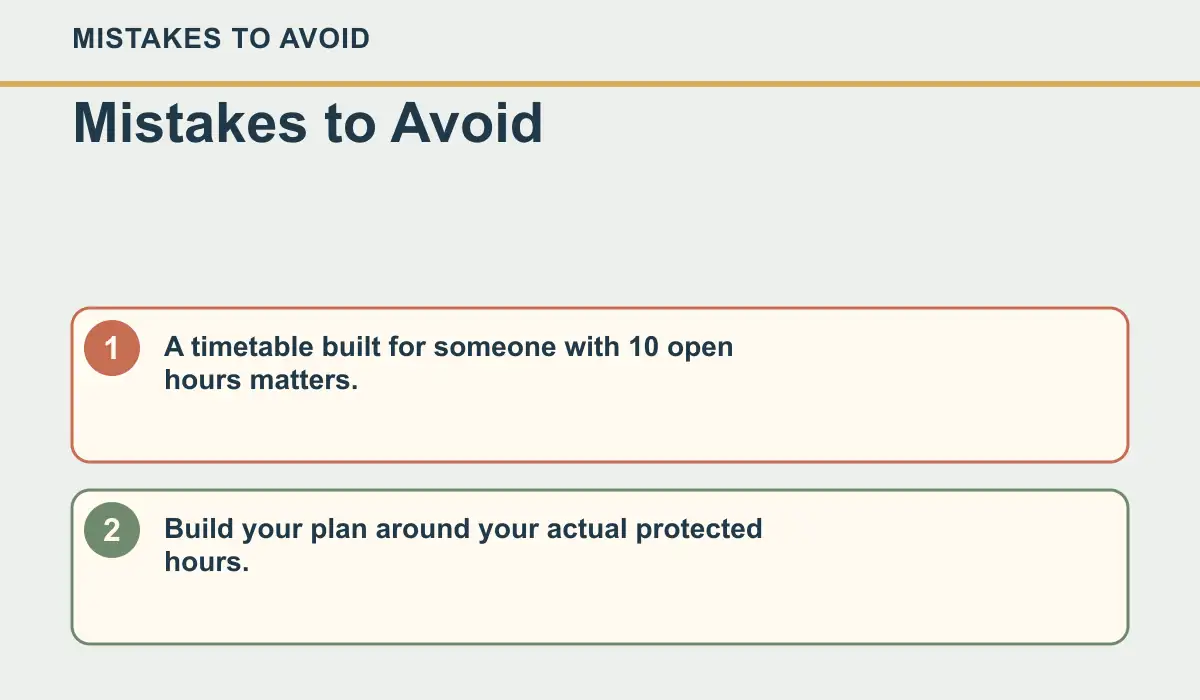 MISTAKES TO AVOID
Mistakes to Avoid
1
A timetable built for someone with 10 open
hours matters.
2
Build your plan around your actual protected
hours.